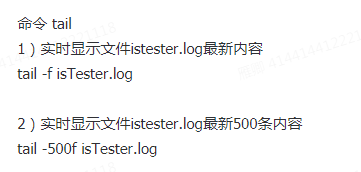 命令 tail
1）实时显示文件istester.log最新内容
tail -f isTester.log
2）实时显示文件istester.log最新500条内容
tail -500f isTester.log